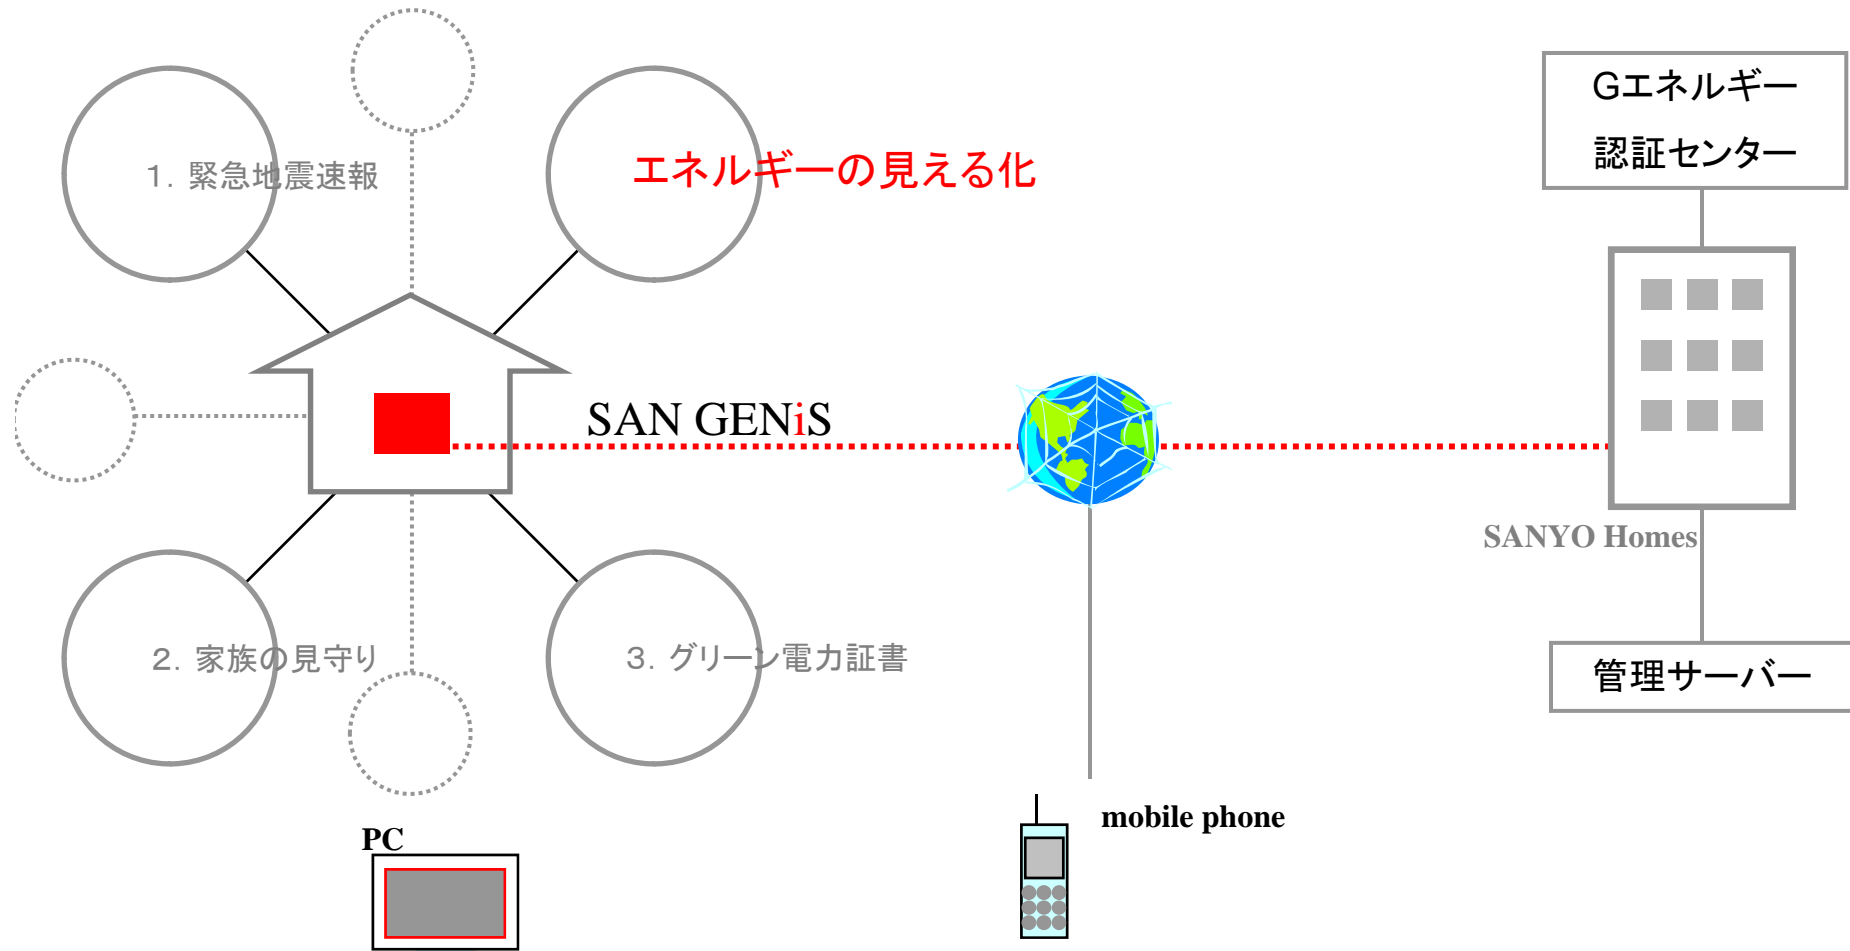 Gエネルギー
認証センター
1. 緊急地震速報
エネルギーの見える化
SAN GENiS
SANYO Homes
2. 家族の見守り
3. グリーン電力証書
管理サーバー
mobile phone
PC